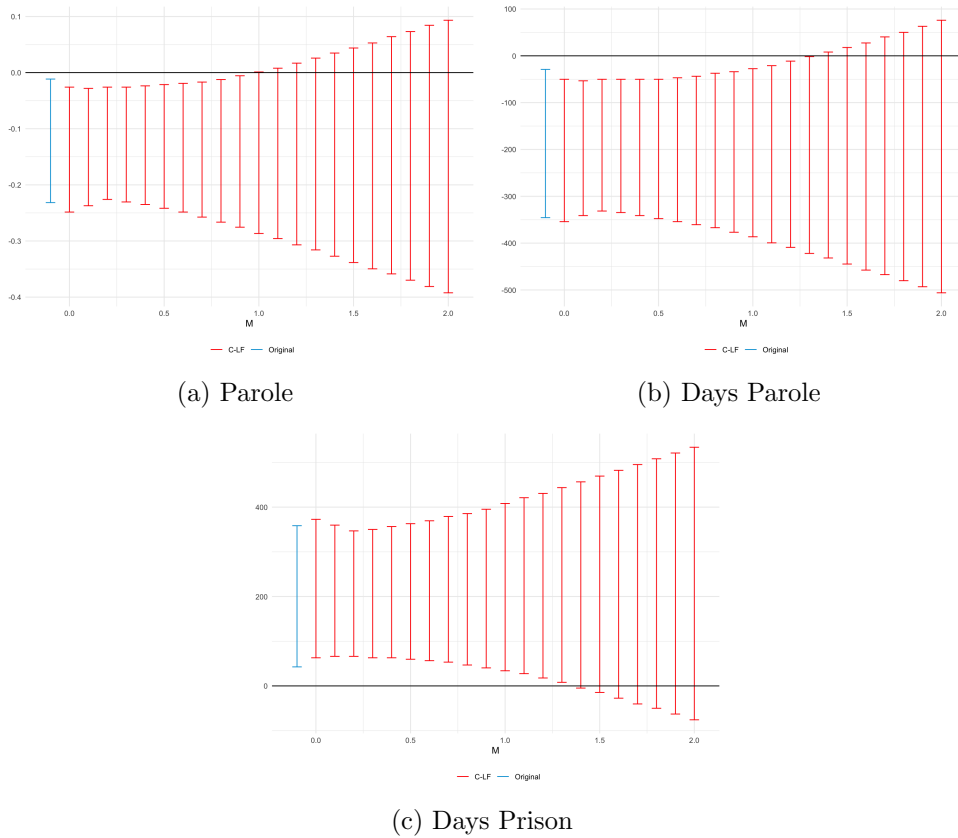 0.1
0.0
-0.1
-0.2
-0.3
-0.4
0.0 0.5 1.0 1.5 2.0
M
C-LF Original
(a) Parole
100
0
-100
-200
-300
-400
-500
0.0 0.5 1.0 1.5 2.0
M
C-LF Original
(b) Days Parole
400
200
0
0.0 0.5 1.0 1.5 2.0
M
C-LF Original
(c) Days Prison